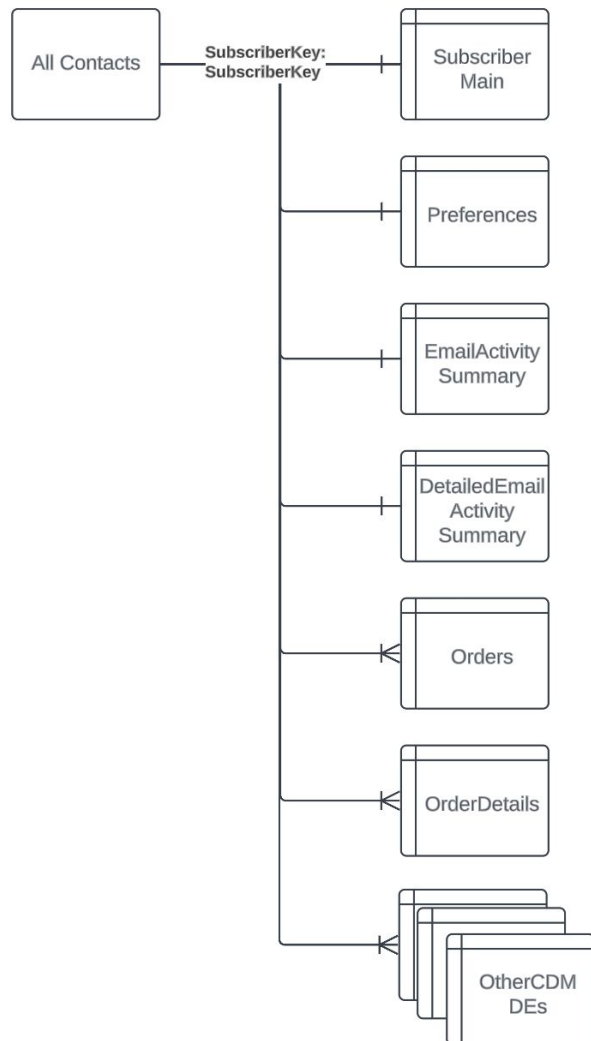 All Contacts
SubscriberKey:
SubscriberKey
Subscriber
Main
Preferences
EmailActivity
Summary
DetailedEmail
Activity
Summary
Orders
OrderDetails
OtherCDM
DEs